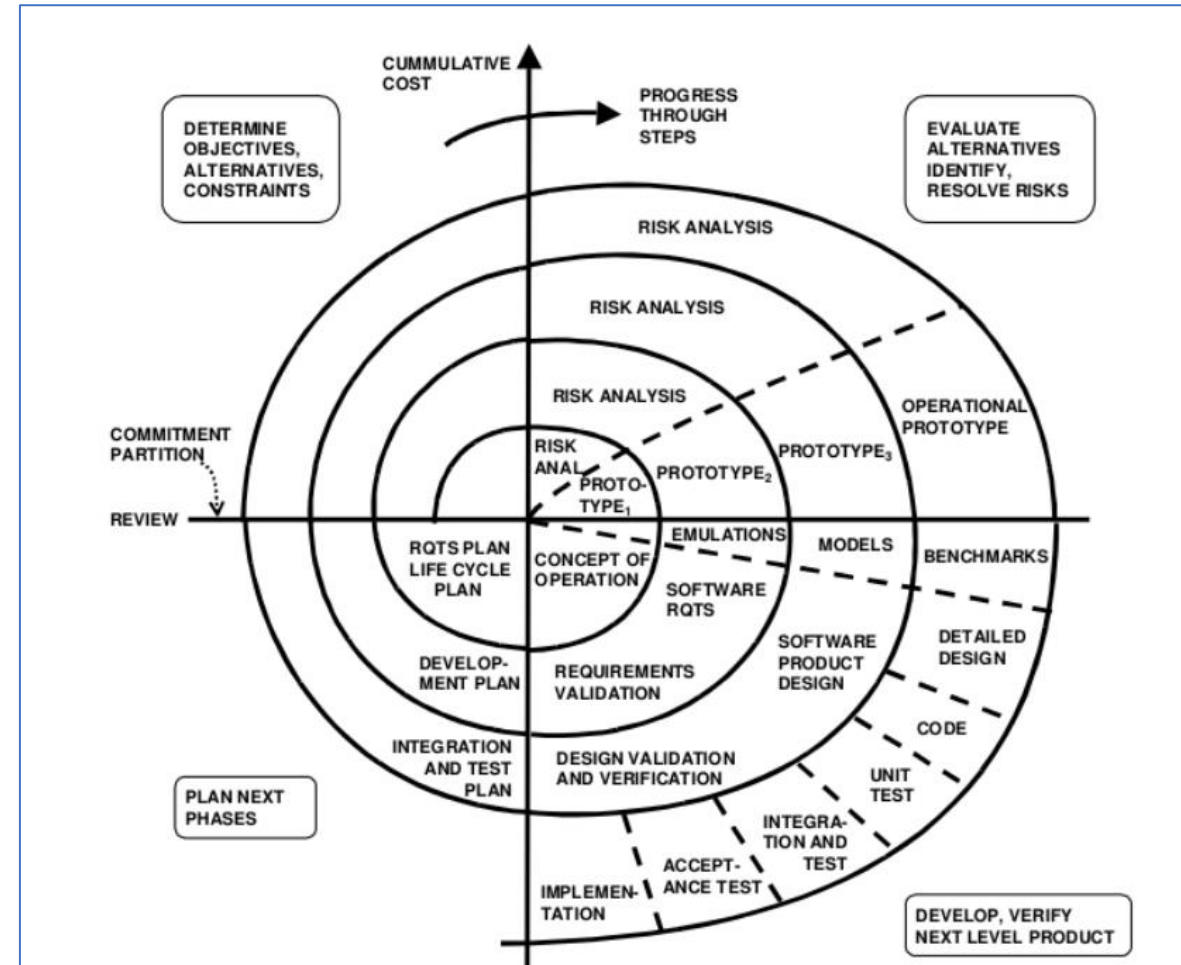 CUMMULATIVE
COST
PROGRESS
THROUGH
STEPS
DETERMINE
OBJECTIVES,
ALTERNATIVES,
CONSTRAINTS
EVALUATE
ALTERNATIVES
IDENTIFY,
RESOLVE RISKS
RISK ANALYSIS
RISK ANALYSIS
RISK ANALYSIS
RISK
ANAL.
PROTO-
TYPE₁
PROTOTYPE₂
PROTOTYPE₃
OPERATIONAL
PROTOTYPE
COMMITMENT
PARTITION
REVIEW
RQTS PLAN
LIFE CYCLE
PLAN
CONCEPT OF
OPERATION
EMULATIONS
MODELS
BENCHMARKS
SOFTWARE
RQTS
SOFTWARE
PRODUCT
DESIGN
DETAILED
DESIGN
DEVELOP-
MENT PLAN
REQUIREMENTS
VALIDATION
CODE
INTEGRATION
AND TEST
PLAN
DESIGN VALIDATION
AND VERIFICATION
UNIT
TEST
PLAN NEXT
PHASES
INTEGRA-
TION AND
TEST
ACCEPT-
ANCE TEST
IMPLEMEN-
TATION
DEVELOP, VERIFY
NEXT LEVEL PRODUCT